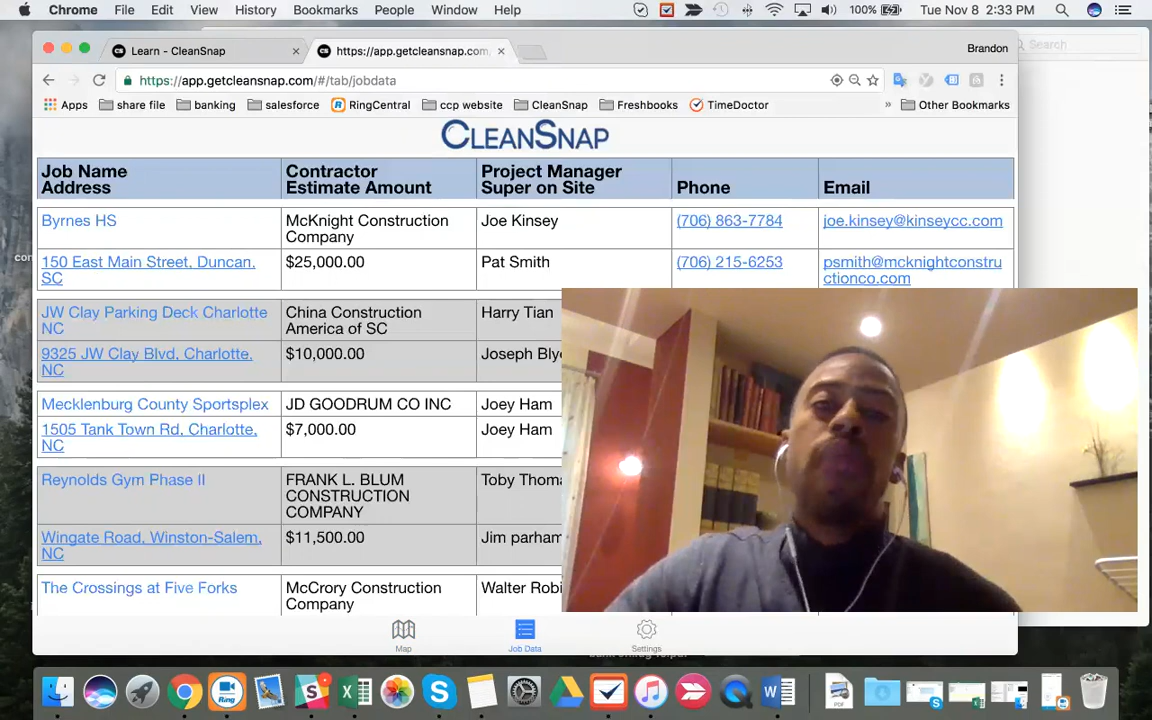 Chrome File Edit View History Bookmarks People Window Help 100% Tue Nov 8 2:33 PM
Search
Learn - CleanSnap https://app.getcleansnap.com Brandon
https://app.getcleansnap.com/#/tab/jobdata
Apps share file banking salesforce RingCentral ccp website CleanSnap Freshbooks TimeDoctor » Other Bookmarks
CLEANSNAP
Job Name Contractor Project Manager
Address Estimate Amount Super on Site Phone Email
Byrnes HS McKnight Construction Joe Kinsey (706) 863-7784 joe.kinsey@kinseycc.com
Company
150 East Main Street, Duncan, $25,000.00 Pat Smith (706) 215-6253 psmith@mcknightconstru
SC ctionco.com
JW Clay Parking Deck Charlotte China Construction Harry Tian
NC America of SC
9325 JW Clay Blvd, Charlotte, $10,000.00 Joseph
NC
Mecklenburg County Sportsplex JD GOODRUM CO INC Joey Ham
1505 Tank Town Rd, Charlotte, $7,000.00 Joey Ham
NC
Reynolds Gym Phase II FRANK L. BLUM Toby
CONSTRUCTION
COMPANY
Wingate Road, Winston-Salem, $11,500.00 Jim parham
NC
The Crossings at Five Forks McCrory Construction Walter
Company
Map Job Data Settings
Ring
PDF